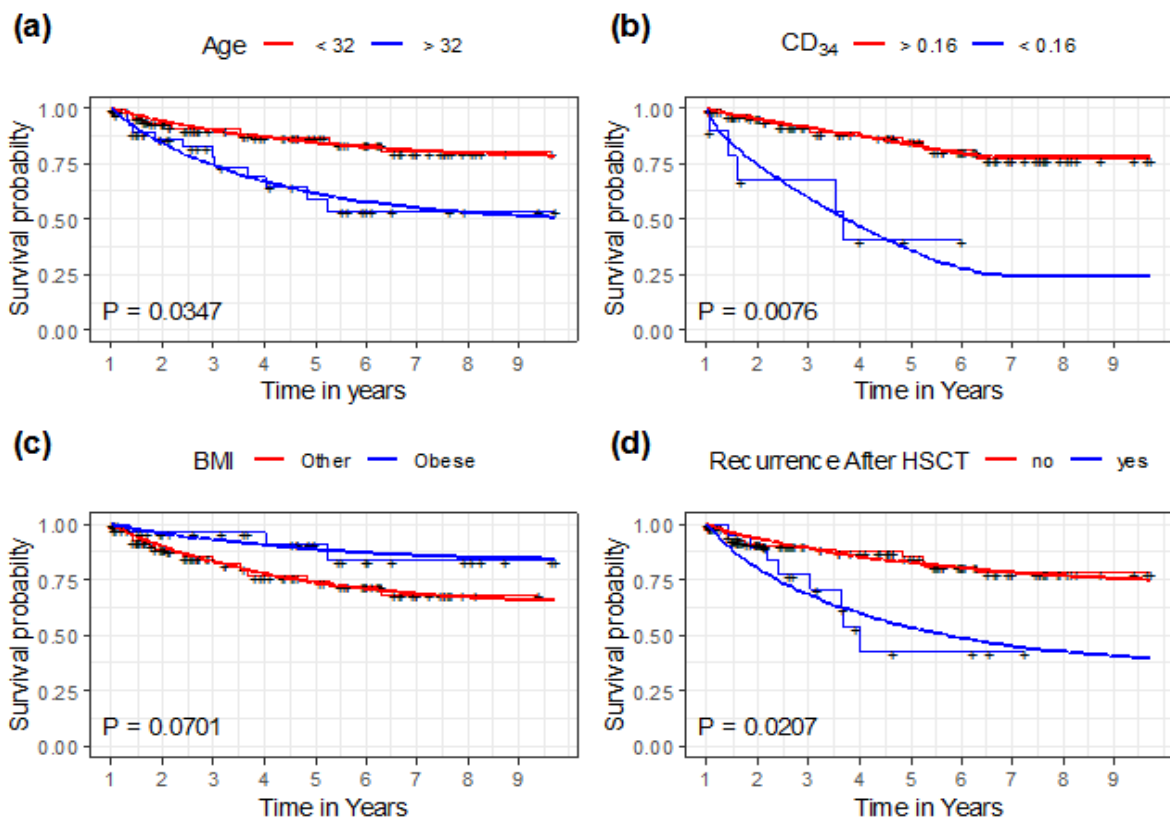 (a)
Age < 32 > 32
Survival probabilty
1.00
0.75
0.50
0.25
0.00
P = 0.0347
1 2 3 4 5 6 7 8 9
Time in years
(b)
CD34 > 0.16 < 0.16
Survival probabilty
1.00
0.75
0.50
0.25
0.00
P = 0.0076
1 2 3 4 5 6 7 8 9
Time in Years
(c)
BMI Other Obese
Survival probabilty
1.00
0.75
0.50
0.25
0.00
P = 0.0701
1 2 3 4 5 6 7 8 9
Time in Years
(d)
Recurrence After HSCT no yes
Survival probabilty
1.00
0.75
0.50
0.25
0.00
P = 0.0207
1 2 3 4 5 6 7 8 9
Time in Years